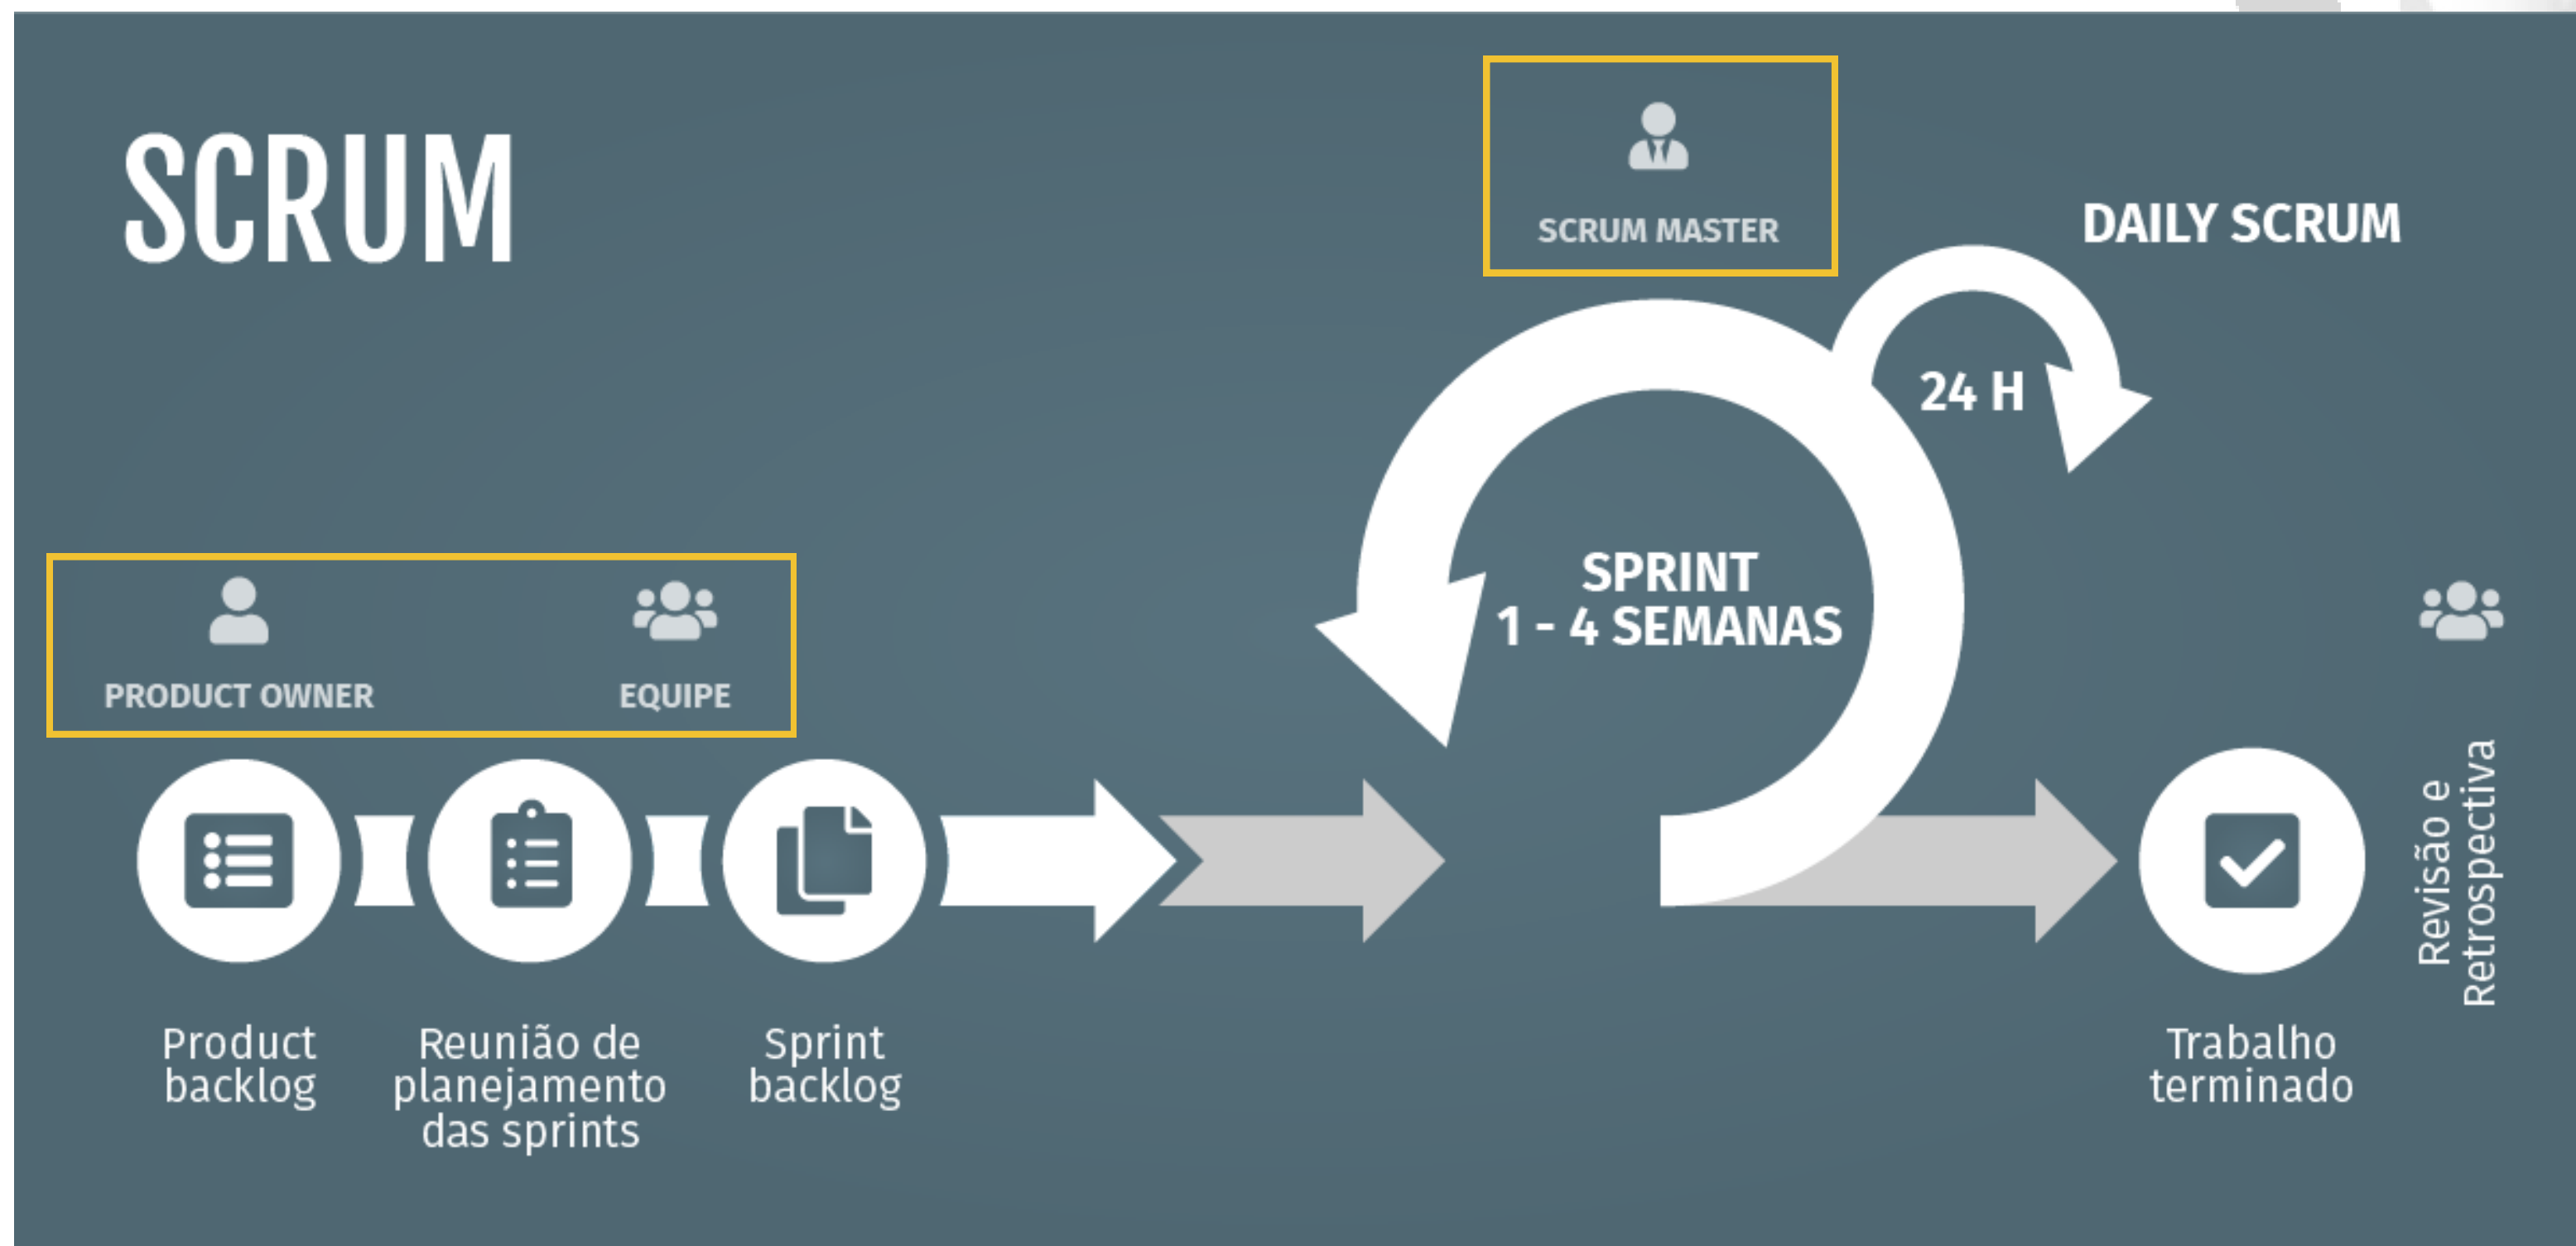 SCRUM
SCRUM MASTER
DAILY SCRUM
24 H
SPRINT
1 - 4 SEMANAS
PRODUCT OWNER
EQUIPE
Product
backlog
Reunião de
planejamento
das sprints
Sprint
backlog
Trabalho
terminado
Revisão e
Retrospectiva